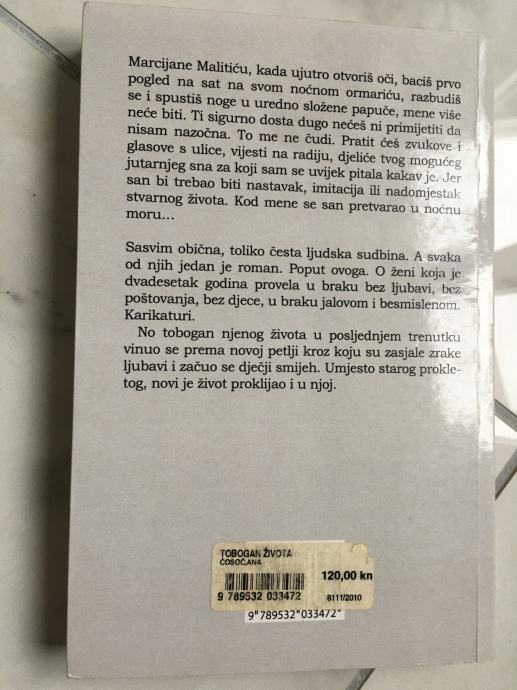 Marcijane Malitiću, kada ujutro otvoriš oči, baciš prvo
pogled na sat na svom noćnom ormariću, razbudiš
se i spustiš noge u uredno složene papuče, mene više
neće biti. Ti sigurno dosta dugo nećeš ni primijetiti da
nisam nazočna. To me ne čudi. Pratit ćeš zvukove i
glasove s ulice, vijesti na radiju, djeliće tvog mogućeg
jutarnjeg sna za koji sam se uvijek pitala kakav je. Jer
san bi trebao biti nastavak, imitacija ili nadomjestak
stvarnog života. Kod mene se san pretvarao u noćnu
moru...
Sasvim obična, toliko česta ljudska sudbina. A svaka
od njih jedan je roman. Poput ovoga. O ženi koja je
dvadesetak godina provela u braku bez ljubavi, bez
poštovanja, bez djece, u braku jalovom i besmislenom.
Karikaturi.
No tobogan njenog života u posljednjem trenutku
vinuo se prema novoj petlji kroz koju su zasjale zrake
ljubavi i začuo se dječji smijeh. Umjesto starog prokle-
tog, novi je život proklijao i u njoj.
TOBOGAN ŽIVOTA
ĆOSOČ,ANA
120,00 kn
9 789532 033472
8111/2010
9"789532"033472"